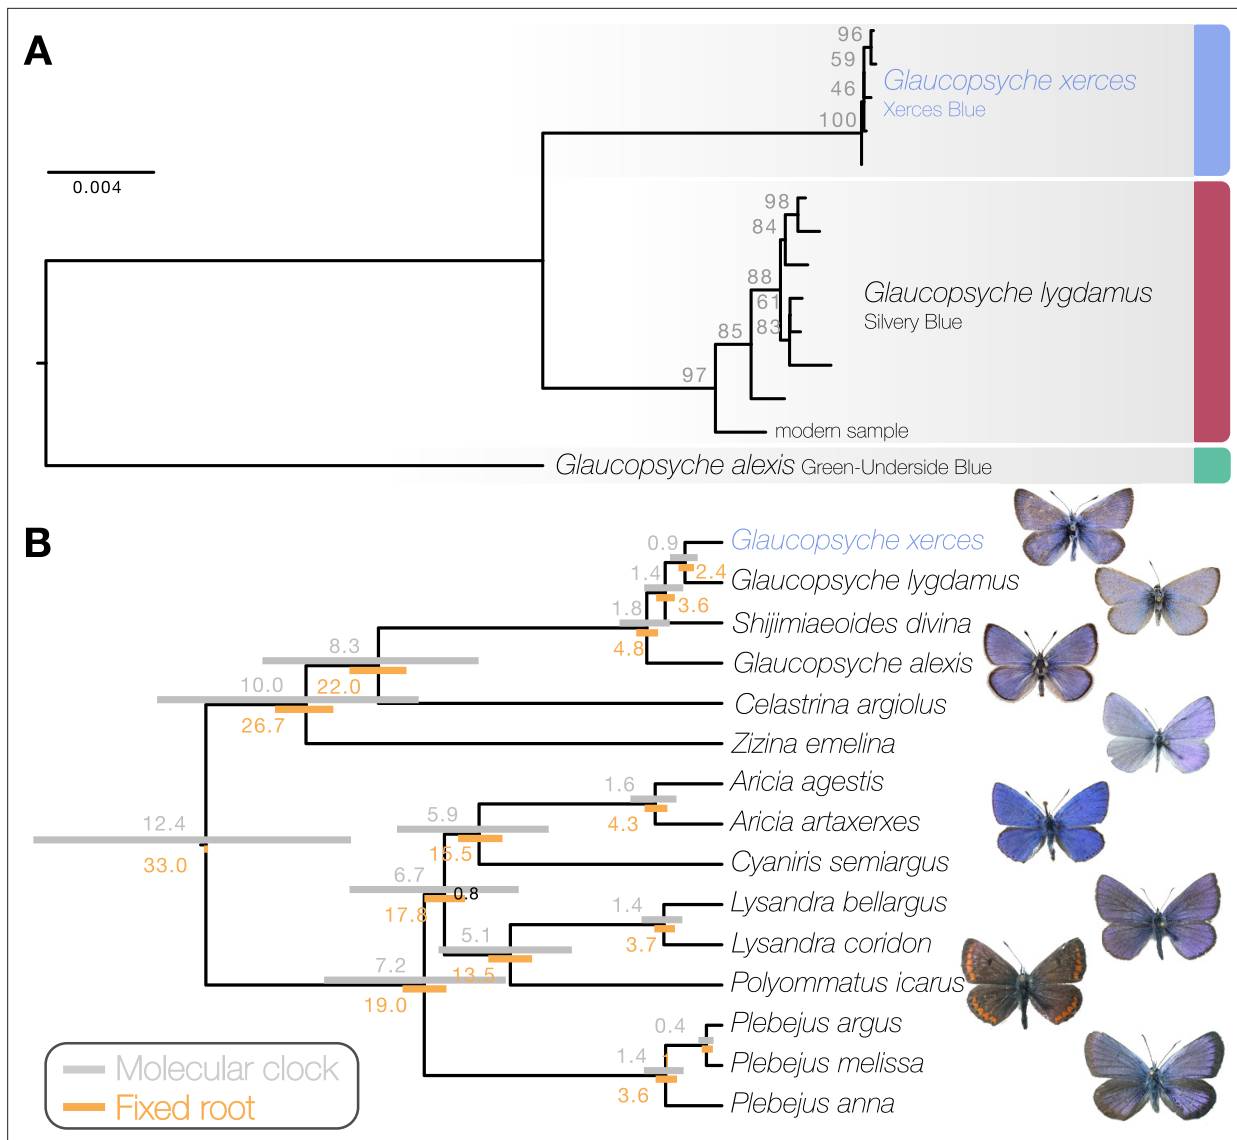 A
96
59
46
100
Glaucopsyche xerces
Xerces Blue
0.004
98
84
88
61
83
85
97
Glaucopsyche lygdamus
Silvery Blue
modern sample
Glaucopsyche alexis Green-Underside Blue
B
0.9
Glaucopsyche xerces
2.4
1.4
Glaucopsyche lygdamus
3.6
1.8
Shijimiaeoides divina
4.8
8.3
Glaucopsyche alexis
22.0
10.0
Celastrina argiolus
26.7
Zizina emelina
1.6
Aricia agestis
12.4
5.9
4.3
Aricia artaxerxes
33.0
15.5
Cyaniris semiargus
6.7
0.8
1.4
Lysandra bellargus
17.8
5.1
3.7
Lysandra coridon
7.2
13.5
Polyommatus icarus
19.0
0.4
Plebejus argus
1
1.4
Plebejus melissa
3.6
Plebejus anna
Molecular clock
Fixed root